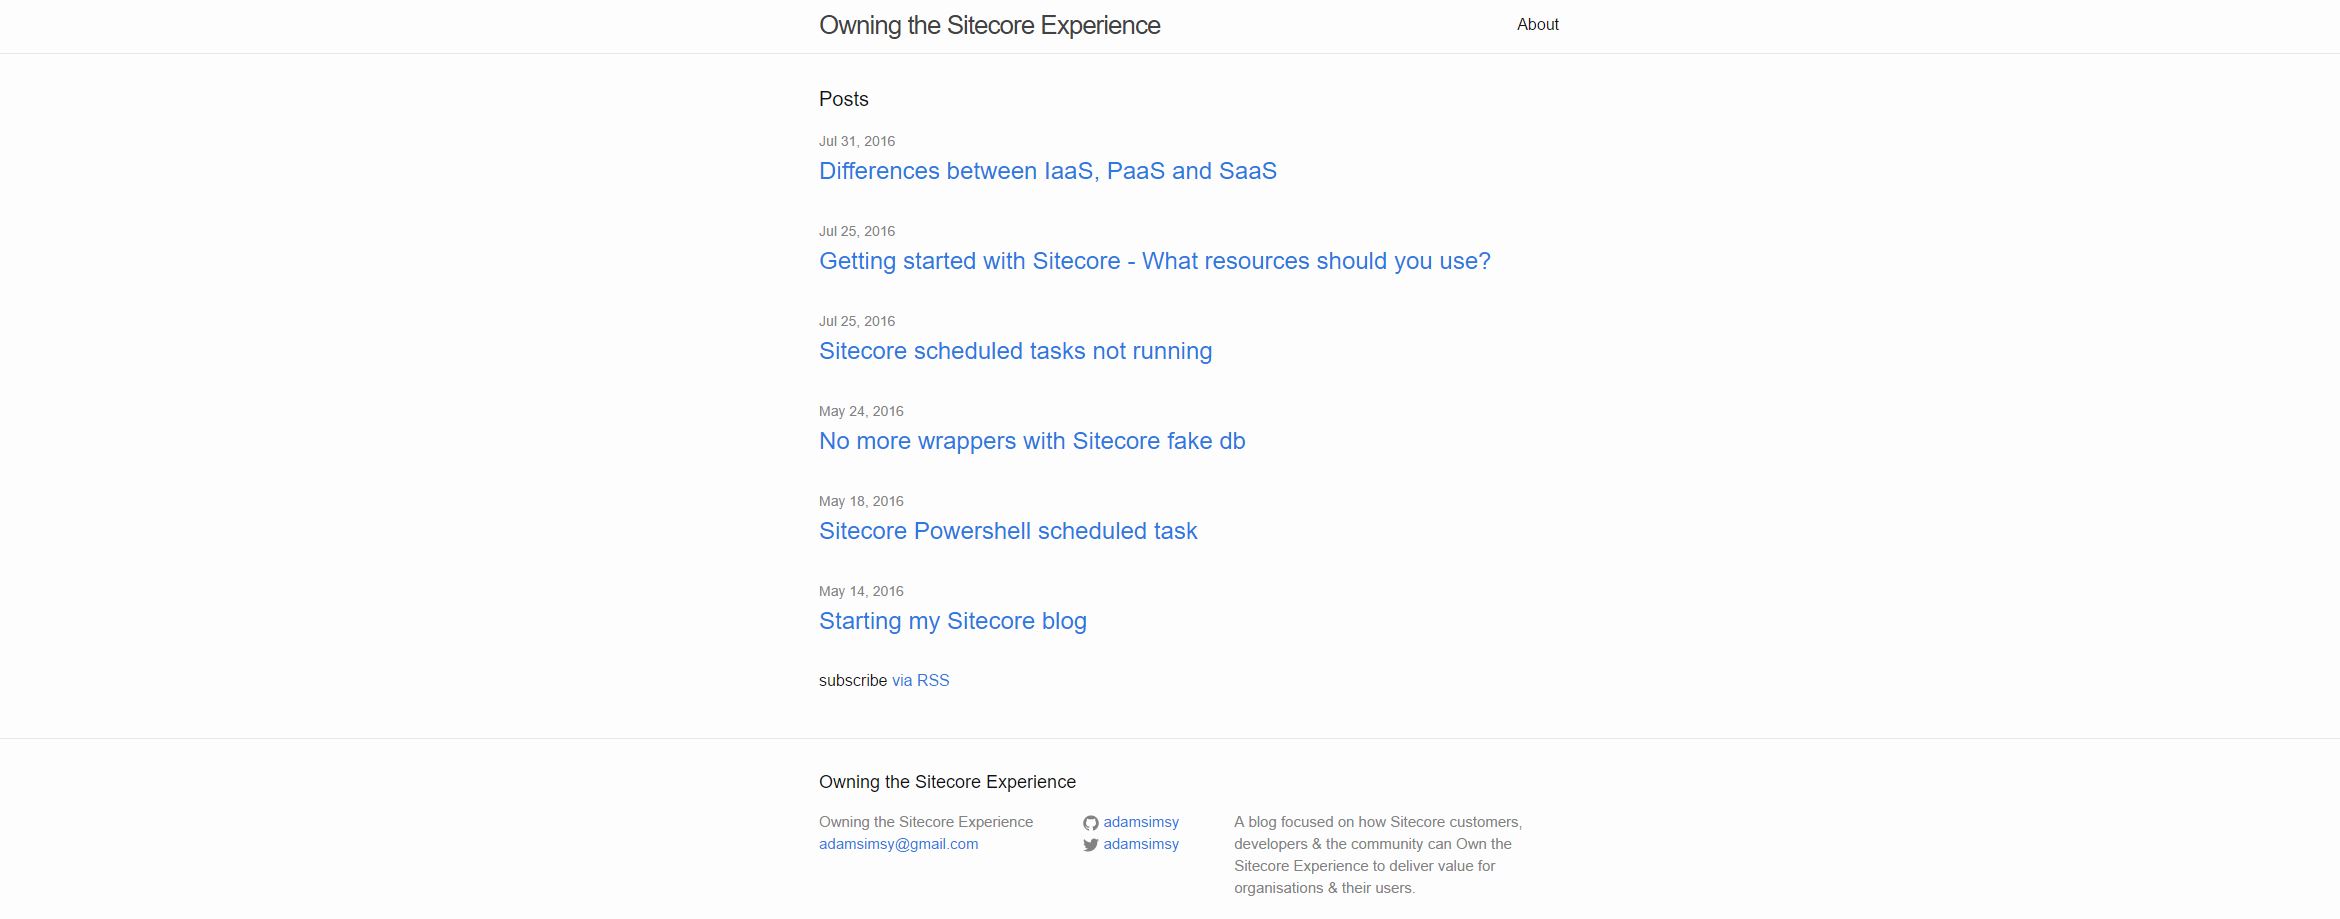 Owning the Sitecore Experience
About
Posts
Jul 31, 2016
Differences between IaaS, PaaS and SaaS
Jul 25, 2016
Getting started with Sitecore - What resources should you use?
Jul 25, 2016
Sitecore scheduled tasks not running
May 24, 2016
No more wrappers with Sitecore fake db
May 18, 2016
Sitecore Powershell scheduled task
May 14, 2016
Starting my Sitecore blog
subscribe via RSS
Owning the Sitecore Experience
Owning the Sitecore Experience
adamsimsy@gmail.com
adamsimsy
adamsimsy
A blog focused on how Sitecore customers,
developers & the community can Own the
Sitecore Experience to deliver value for
organisations & their users.